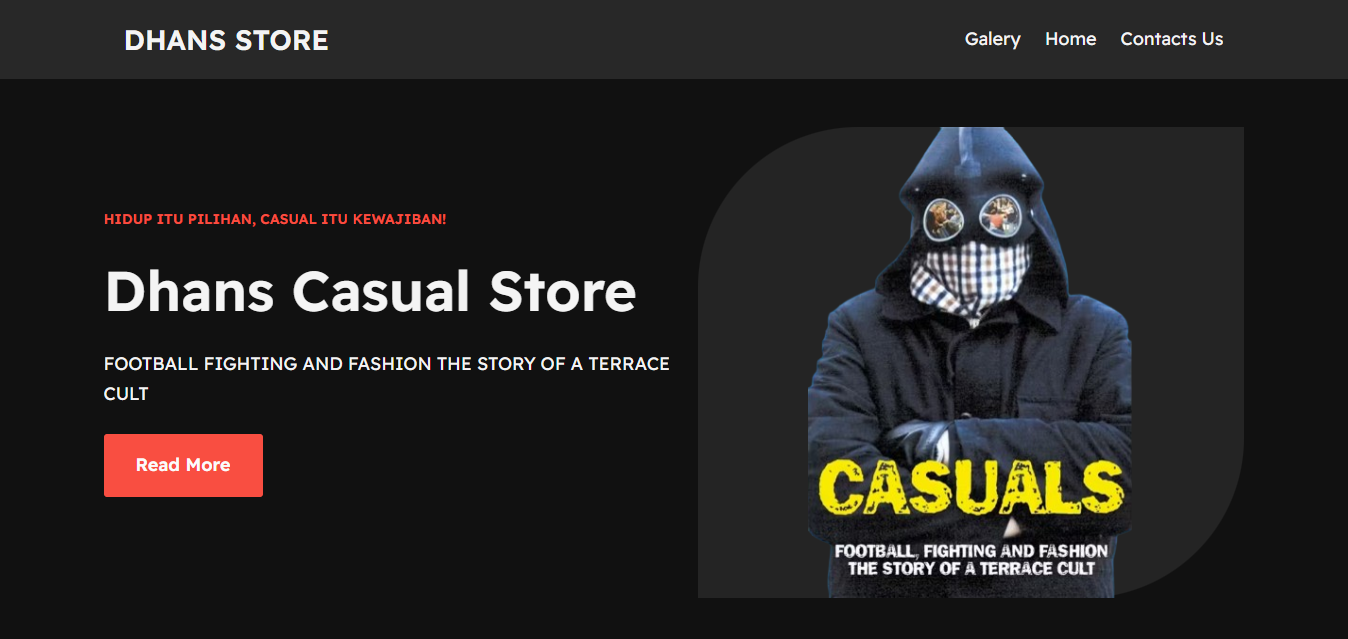 DHANS STORE
Galery Home Contacts Us
HIDUP ITU PILIHAN, CASUAL ITU KEWAJIBAN!
Dhans Casual Store
FOOTBALL FIGHTING AND FASHION THE STORY OF A TERRACE
CULT
Read More
CASUALS
FOOTBALL, FIGHTING AND FASHION
THE STORY OF A TERRACE CULT